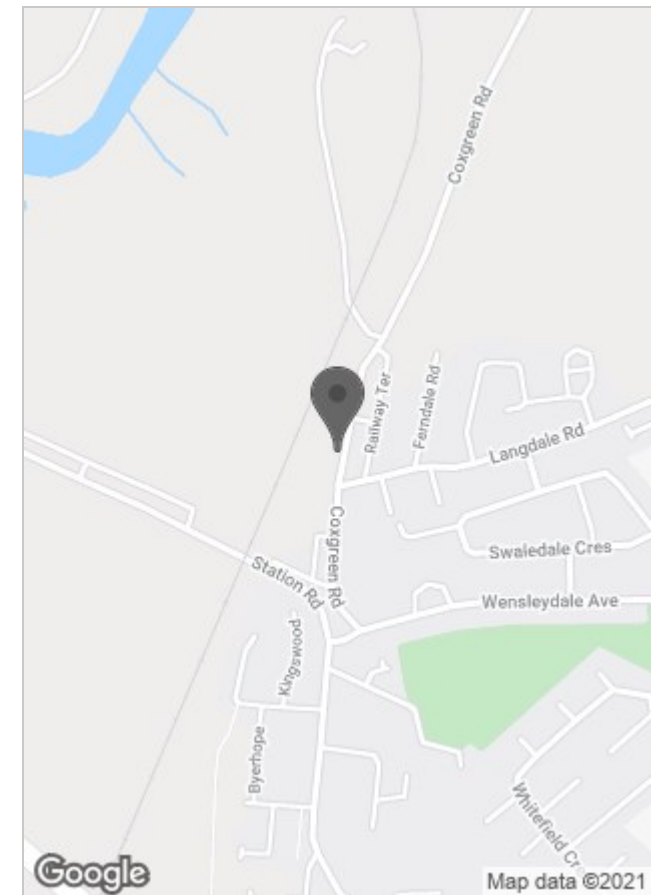 Coxgreen Rd
Railway Ter
Ferndale Rd
Langdale Rd
Coxgreen Rd
Swaledale Cres
Station Rd
Wensleydale Ave
Kingswood
Byerhope
Whitefield Cr
Google
Map data ©2021